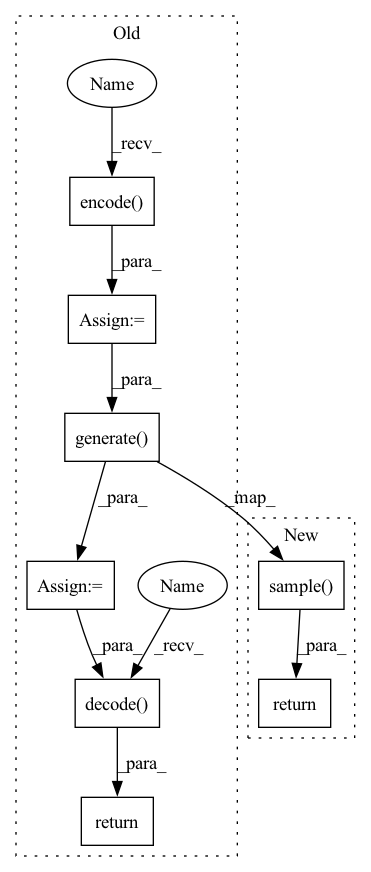 Old
Name
_recv_
encode()
_para_
Assign:=
_para_
generate()
_para_
_map_
New
Assign:=
Name
sample()
_para_
_recv_
_para_
decode()
return
_para_
return